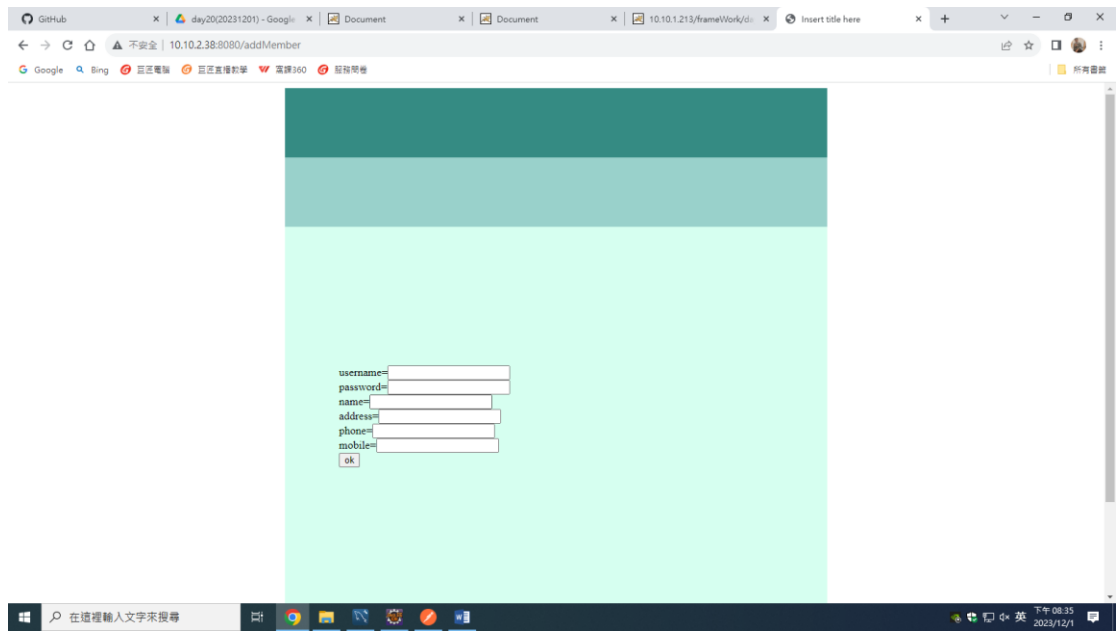 GitHub
day20(20231201) - Google
Document
Document
10.10.1.213/frameWork/do
Insert title here
不安全 | 10.10.2.38:8080/addMember
Google
Bing
巨匠電腦
巨匠直播教學
窩課360
服務問卷
所有書籤
username=
password=
name=
address=
phone=
mobile=
ok
在這裡輸入文字來搜尋
英
下午 08:35
2023/12/1